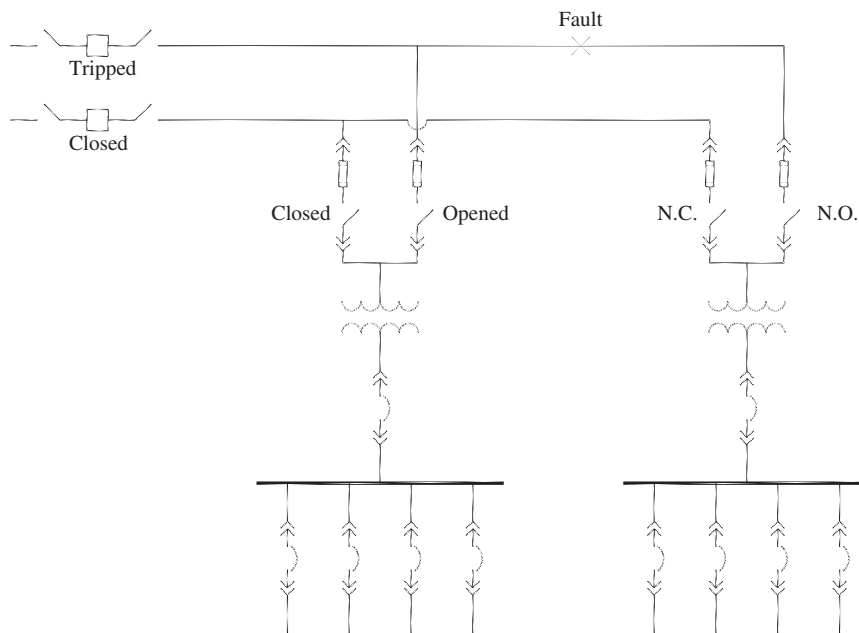 Fault
Tripped
Closed
Closed
Opened
N.C.
N.O.